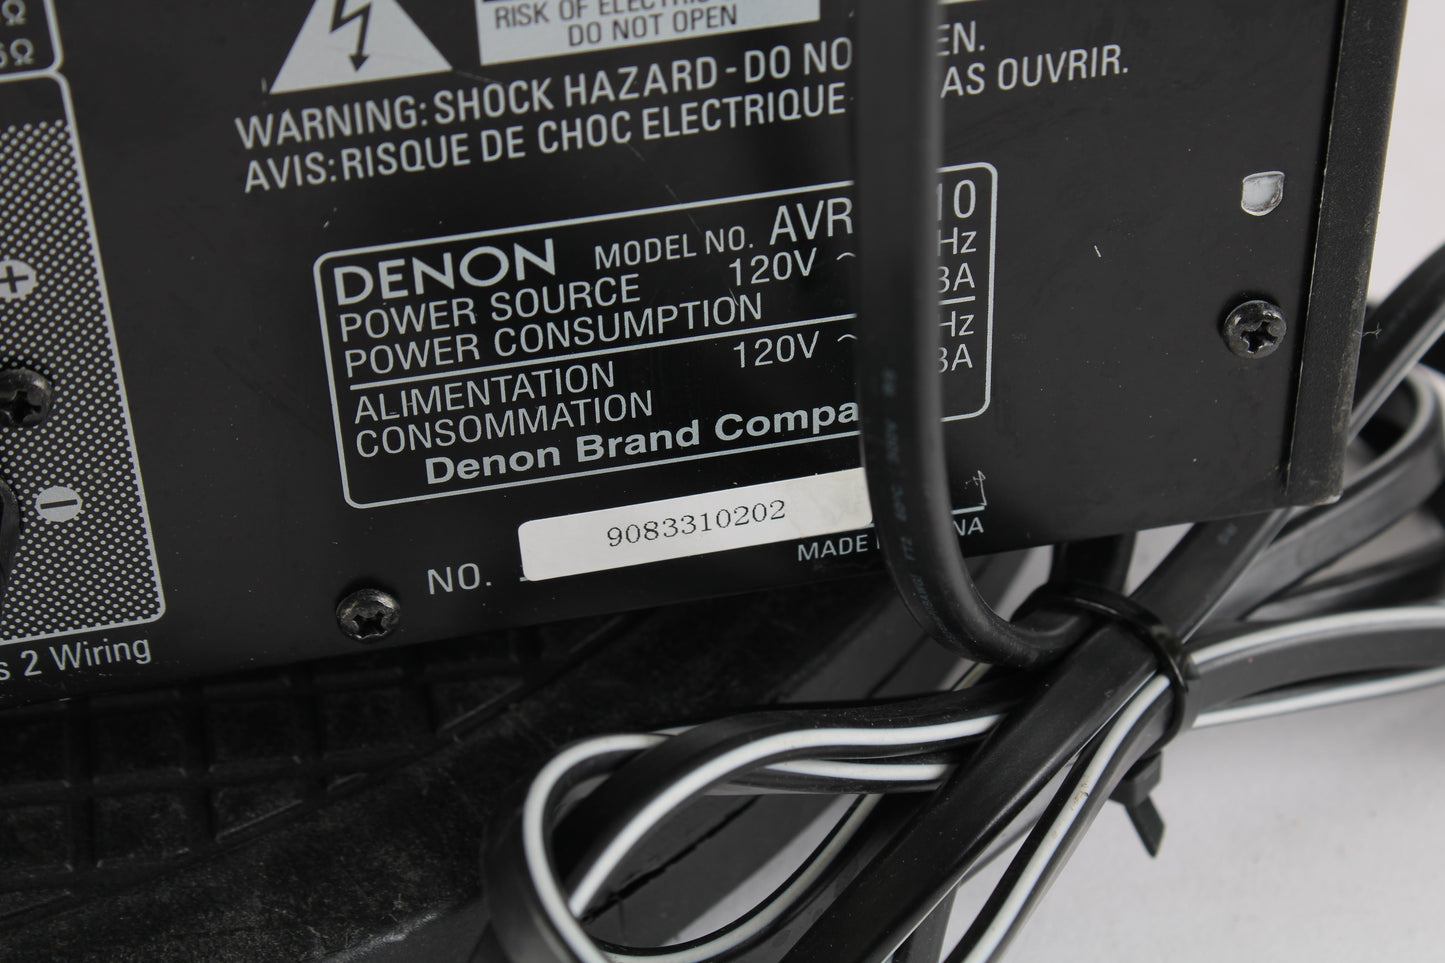 Ω
6Ω
RISK OF ELECTRIC
DO NOT OPEN
WARNING: SHOCK HAZARD - DO NO EN.
AVIS: RISQUE DE CHOC ELECTRIQUE AS OUVRIR.
DENON MODEL NO. AVR 10
POWER SOURCE 120V ~ Hz
POWER CONSUMPTION 3A
ALIMENTATION 120V ~ Hz
CONSOMMATION 3A
Denon Brand Compa
NO. 9083310202
MADE NA
s 2 Wiring